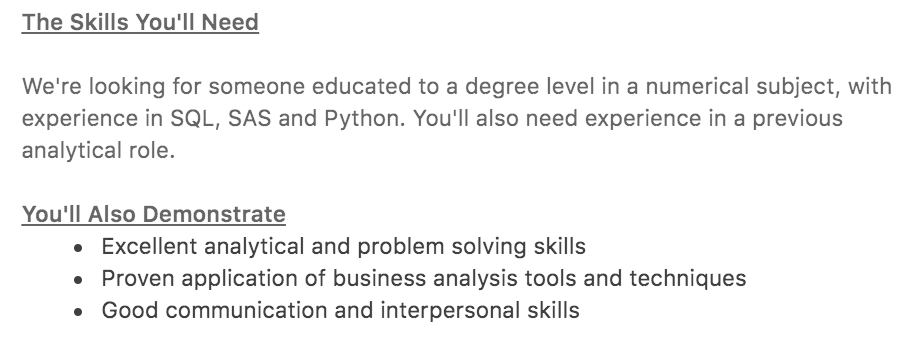 The Skills You'll Need
We're looking for someone educated to a degree level in a numerical subject, with
experience in SQL, SAS and Python. You'll also need experience in a previous
analytical role.
You'll Also Demonstrate
• Excellent analytical and problem solving skills
• Proven application of business analysis tools and techniques
• Good communication and interpersonal skills